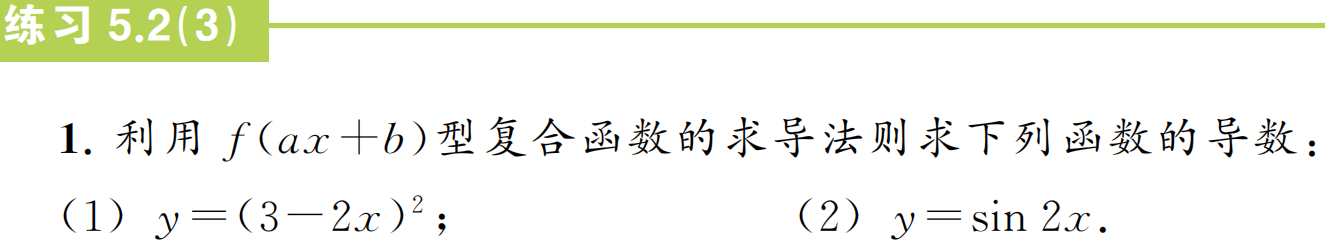 练习 5.2(3)
1. 利用 f(ax+b)型复合函数的求导法则求下列函数的导数:
(1) y=(3-2x)²; (2) y=sin 2x.